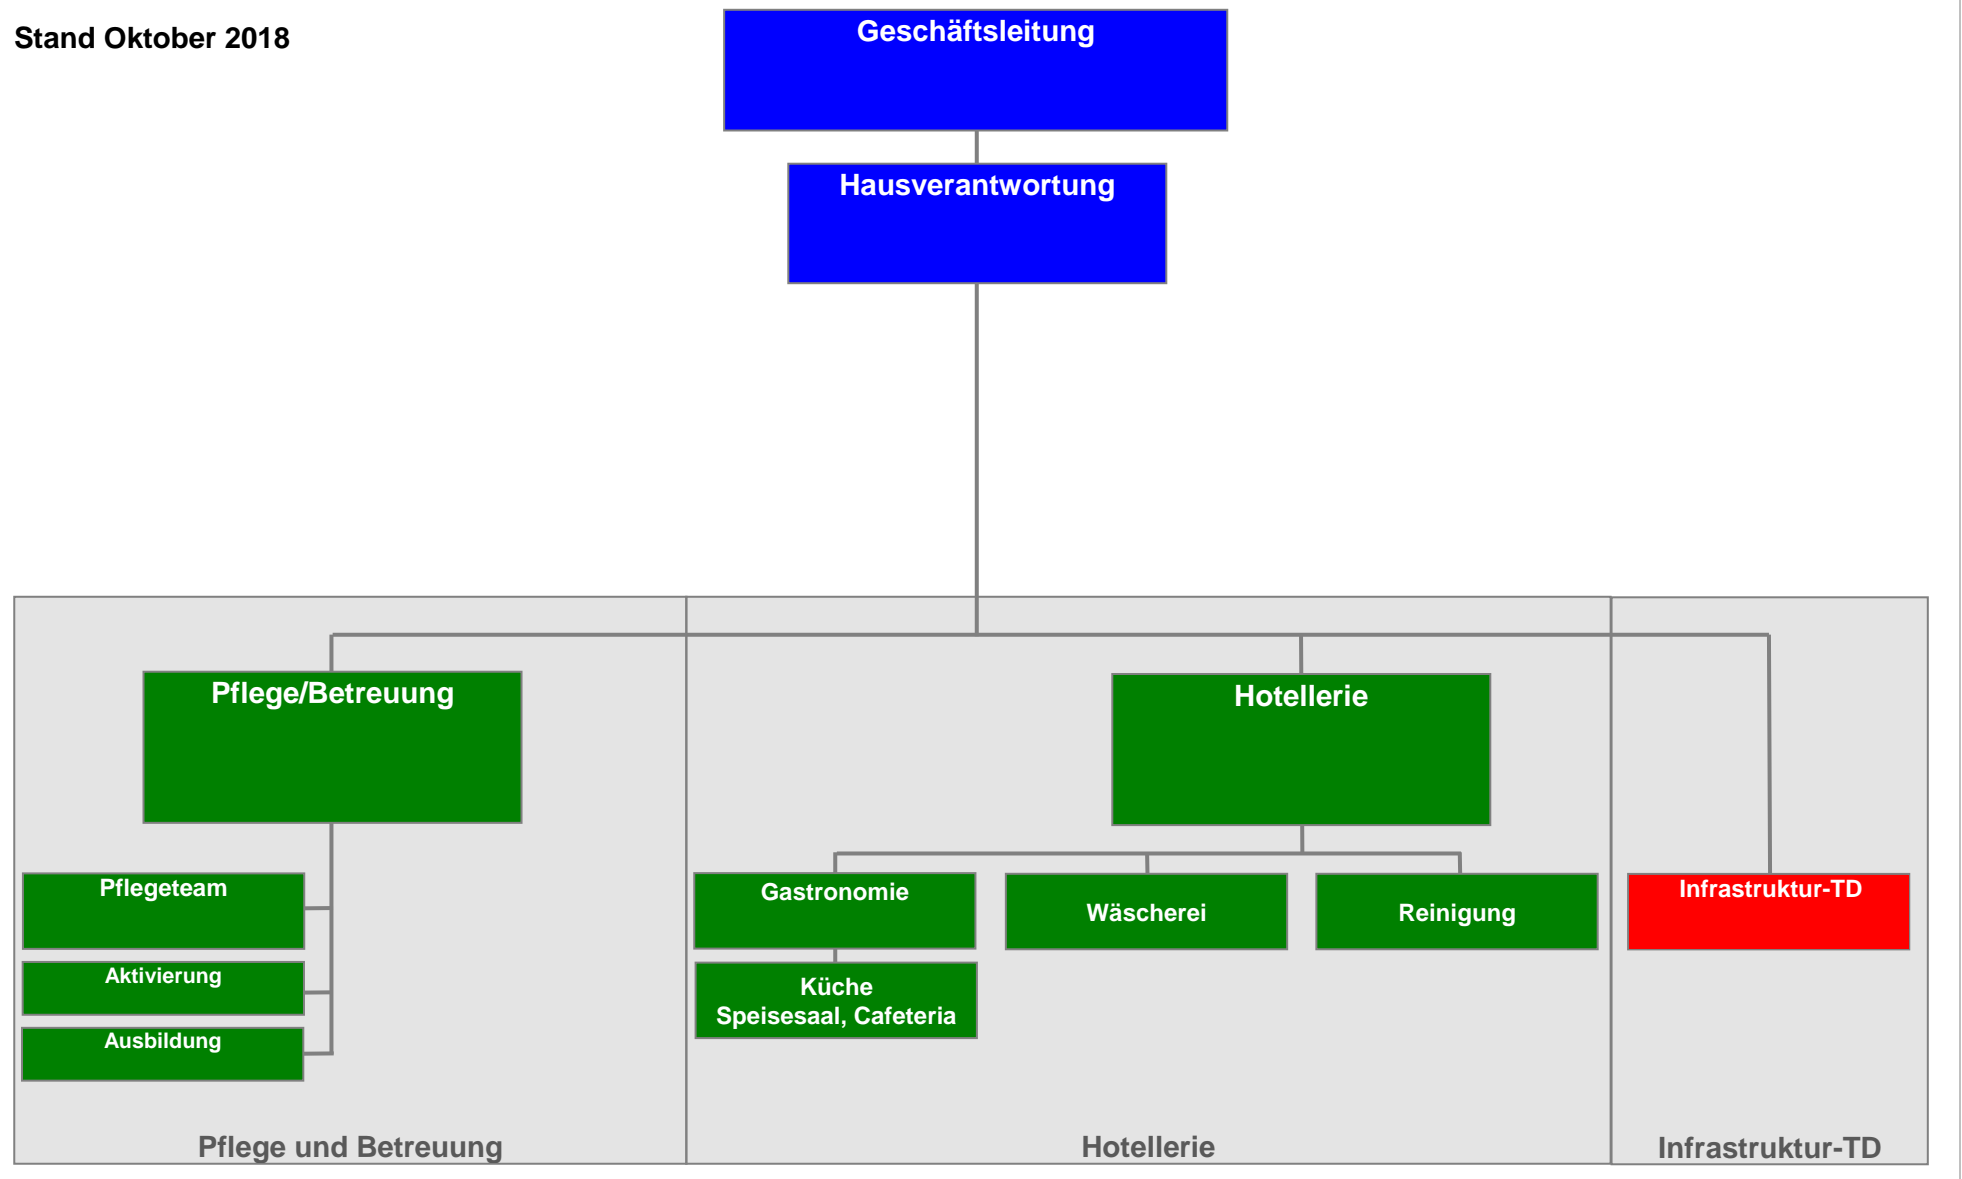 Stand Oktober 2018
Geschäftsleitung
Hausverantwortung
Pflege/Betreuung
Hotellerie
Pflegeteam
Aktivierung
Ausbildung
Gastronomie
Wäscherei
Reinigung
Infrastruktur-TD
Küche
Speisesaal, Cafeteria
Pflege und Betreuung
Hotellerie
Infrastruktur-TD